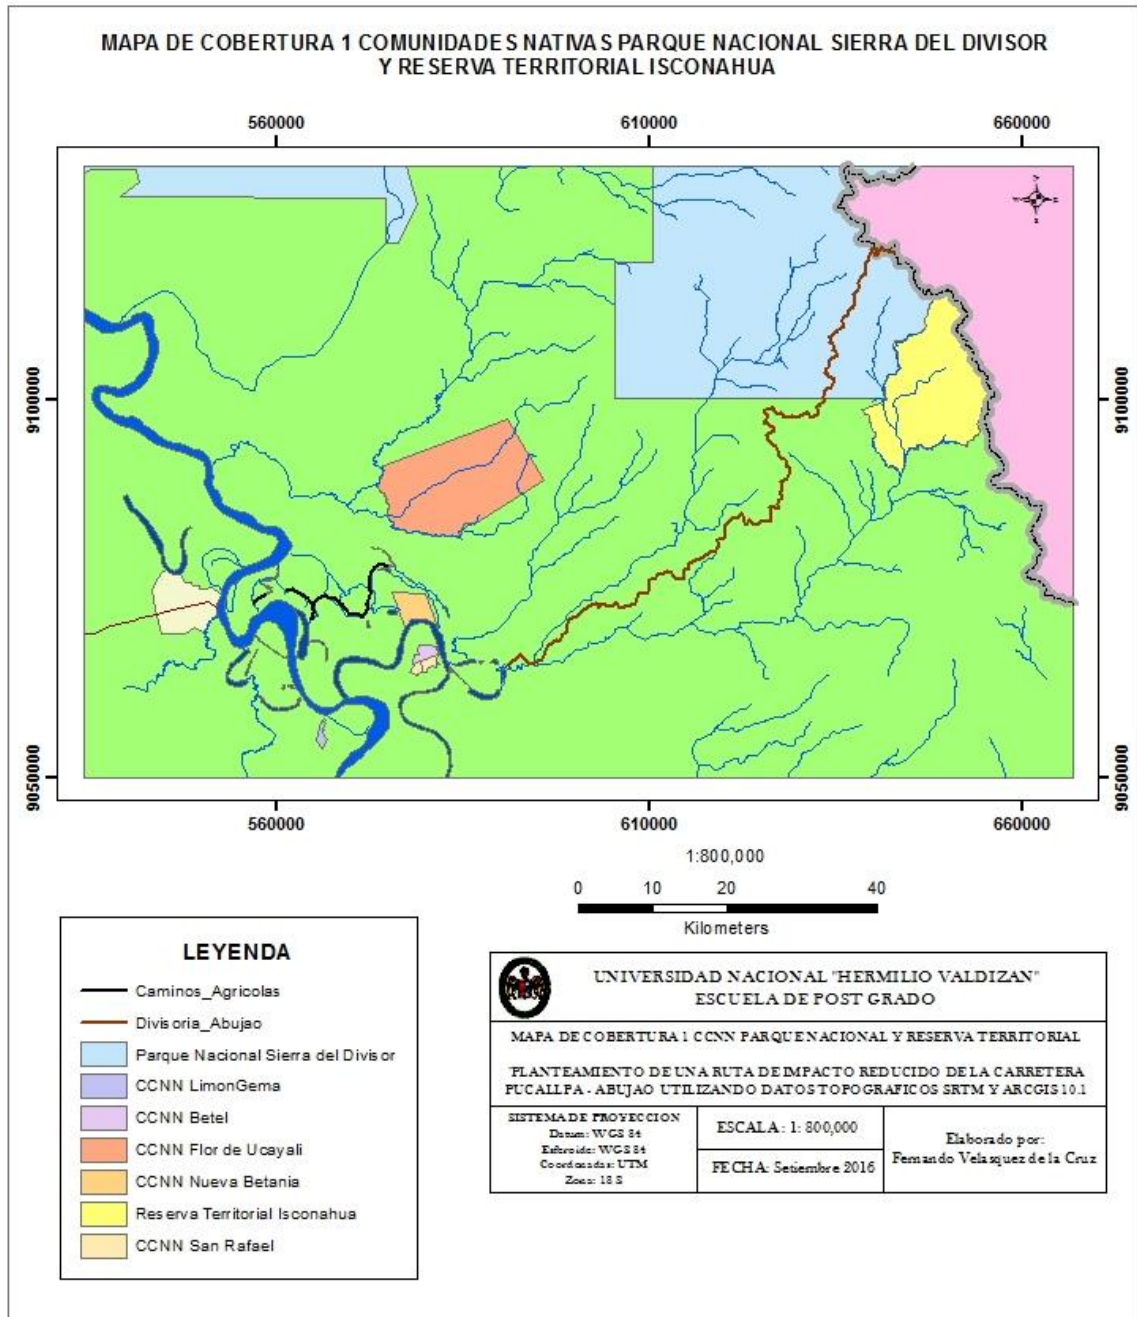 MAPA DE COBERTURA 1 COMUNIDADES NATIVAS PARQUE NACIONAL SIERRA DEL DIVISOR
Y RESERVA TERRITORIAL ISCONAHUA
560000 610000 660000
9100000 9100000
9050000 9050000
560000 610000 660000
1:800,000
0 10 20 40
Kilometers
LEYENDA
Caminos_Agricolas
Divisoria_Abujao
Parque Nacional Sierra del Divisor
CCNN LimonGema
CCNN Betel
CCNN Flor de Ucayali
CCNN Nueva Betania
Reserva Territorial Isconahua
CCNN San Rafael
UNIVERSIDAD NACIONAL "HERMILIO VALDIZAN"
ESCUELA DE POST GRADO
MAPA DE COBERTURA 1 CCNN PARQUE NACIONAL Y RESERVA TERRITORIAL
"PLANTEAMIENTO DE UNA RUTA DE IMPACTO REDUCIDO DE LA CARRETERA
PUCALLPA - ABUJAO UTILIZANDO DATOS TOPOGRAFICOS SRTM Y ARCGIS 10.1
SISTEMA DE PROYECCION
Datum: WGS 84
Esferoide: WGS 84
Coordenadas: UTM
Zona: 18 S
ESCALA : 1: 800,000
FECHA: Setiembre 2016
Elaborado por:
Fernando Velasquez de la Cruz